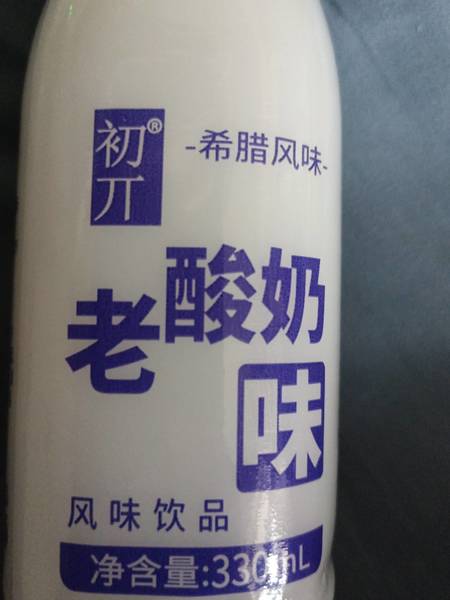 初丌®
-希腊风味-
老酸奶
味
风味饮品
净含量:330mL